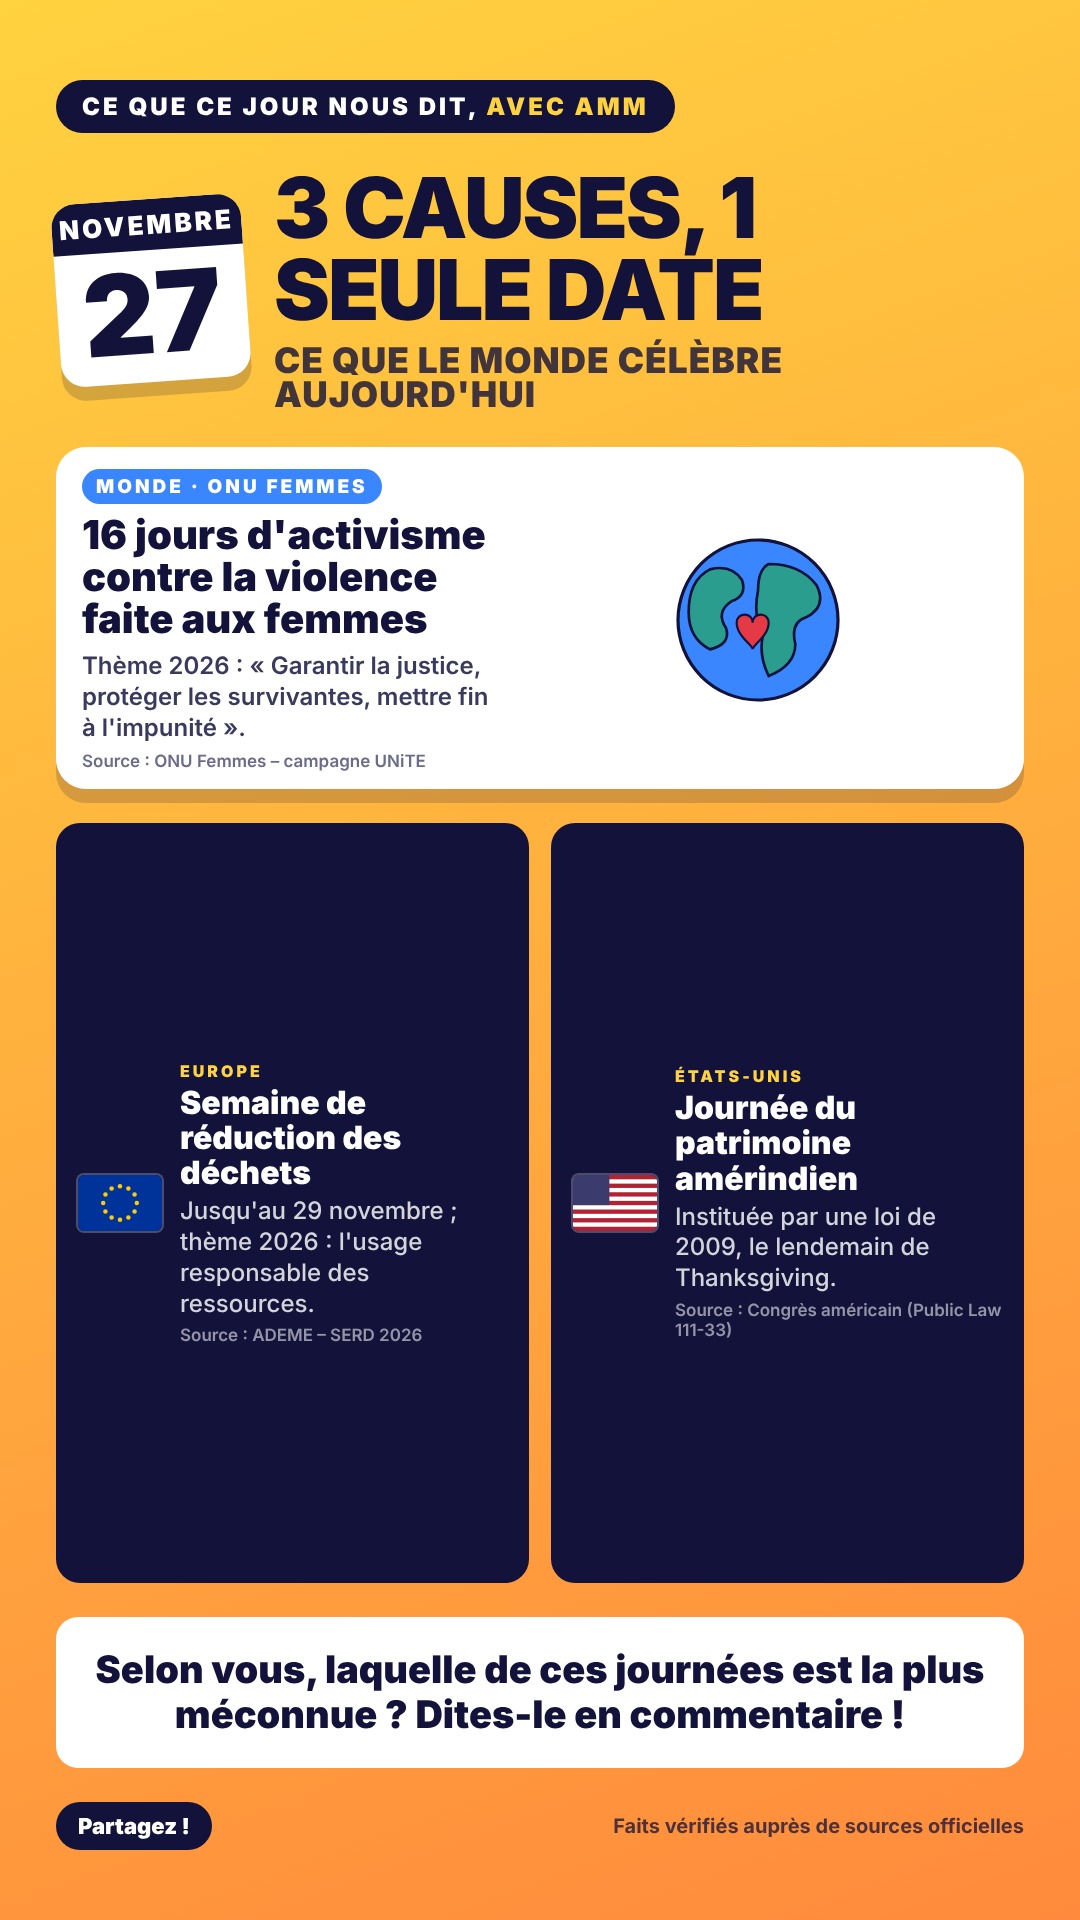 CE QUE CE JOUR NOUS DIT, AVEC AMM
NOVEMBRE
27
3 CAUSES, 1
SEULE DATE
CE QUE LE MONDE CÉLÈBRE
AUJOURD'HUI
MONDE · ONU FEMMES
16 jours d'activisme
contre la violence
faite aux femmes
Thème 2026 : « Garantir la justice,
protéger les survivantes, mettre fin
à l'impunité ».
Source : ONU Femmes – campagne UNiTE
EUROPE
Semaine de
réduction des
déchets
Jusqu'au 29 novembre ;
thème 2026 : l'usage
responsable des
ressources.
Source : ADEME – SERD 2026
ÉTATS-UNIS
Journée du
patrimoine
amérindien
Instituée par une loi de
2009, le lendemain de
Thanksgiving.
Source : Congrès américain (Public Law
111-33)
Selon vous, laquelle de ces journées est la plus
méconnue ? Dites-le en commentaire !
Partagez !
Faits vérifiés auprès de sources officielles